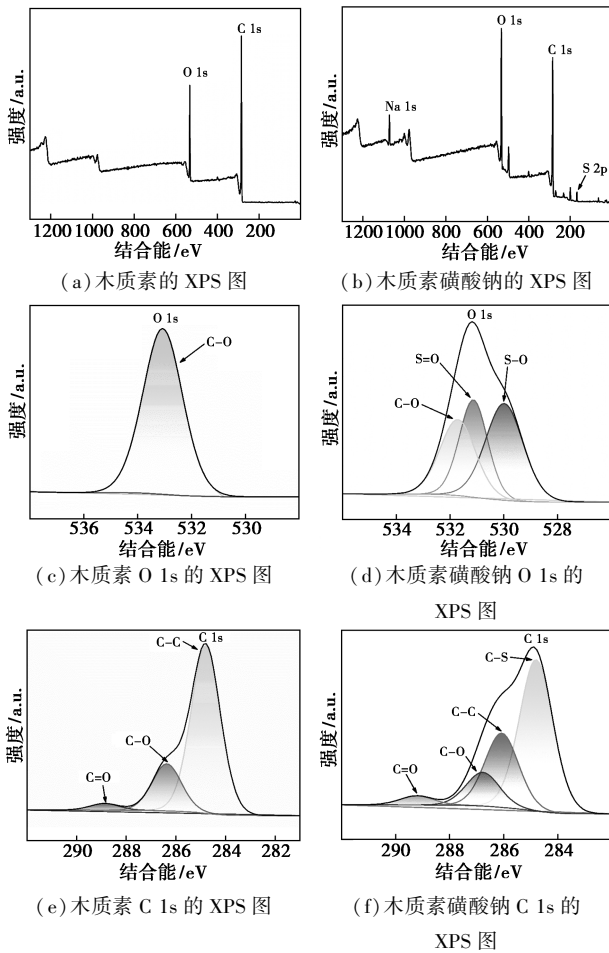 C 1s
O 1s
强度/a.u.
1200 1000 800 600 400 200
结合能/eV
(a)木质素的 XPS 图
O 1s
C 1s
Na 1s
S 2p
强度/a.u.
1200 1000 800 600 400 200
结合能/eV
(b)木质素磺酸钠的 XPS 图
O 1s
C-O
强度/a.u.
536 534 532 530
结合能/eV
(c)木质素 O 1s 的 XPS 图
O 1s
S=O
S-O
C-O
强度/a.u.
534 532 530 528
结合能/eV
(d)木质素磺酸钠 O 1s 的
XPS 图
C 1s
C-C
C-O
C=O
强度/a.u.
290 288 286 284 282
结合能/eV
(e)木质素 C 1s 的 XPS 图
C 1s
C-S
C-C
C-O
C=O
强度/a.u.
290 288 286 284
结合能/eV
(f)木质素磺酸钠 C 1s 的
XPS 图